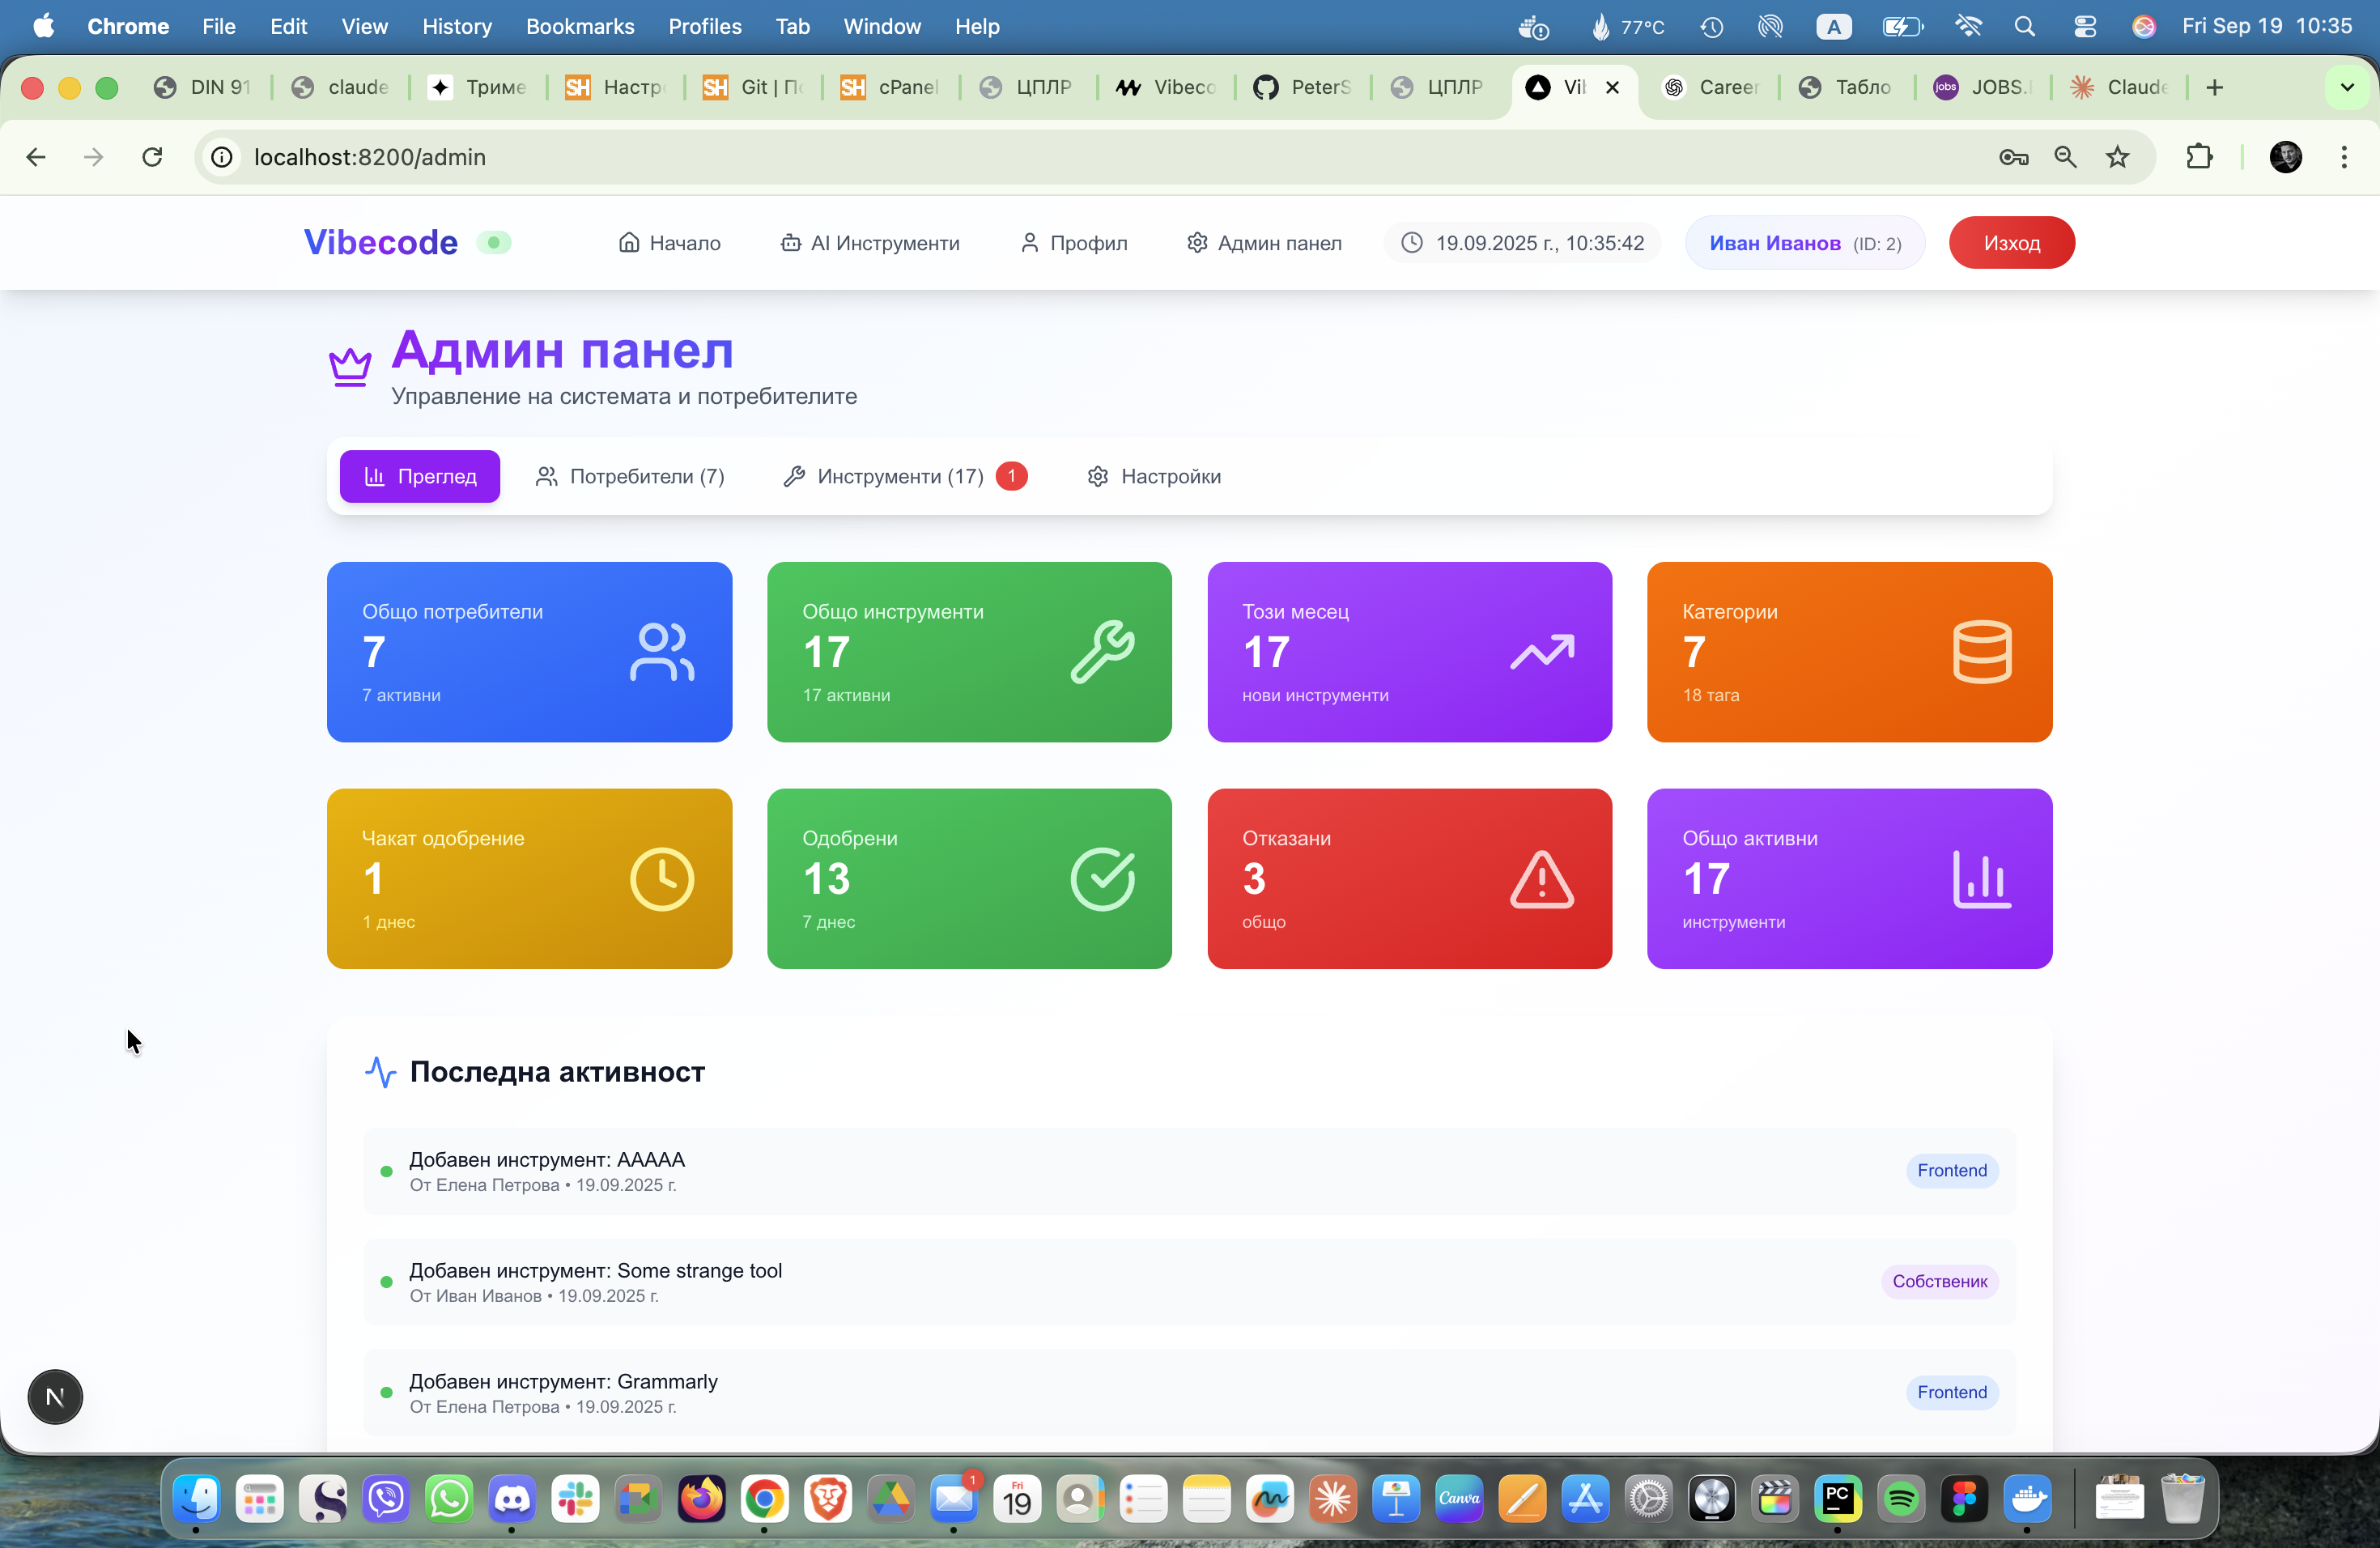 Chrome File Edit View History Bookmarks Profiles Tab Window Help 77°C A Fri Sep 19 10:35
DIN 91 claude Триме Настр Git | П cPanel ЦПЛР Vibeco PeterS ЦПЛР Vi Career Табло JOBS. Claude
localhost:8200/admin
Vibecode Начало AI Инструменти Профил Админ панел 19.09.2025 г., 10:35:42 Иван Иванов (ID: 2) Изход
Админ панел
Управление на системата и потребителите
Преглед Потребители (7) Инструменти (17) 1 Настройки
Общо потребители
7
7 активни
Общо инструменти
17
17 активни
Този месец
17
нови инструменти
Категории
7
18 тага
Чакат одобрение
1
1 днес
Одобрени
13
7 днес
Отказани
3
общо
Общо активни
17
инструменти
Последна активност
Добавен инструмент: AAAAA
От Елена Петрова • 19.09.2025 г.
Frontend
Добавен инструмент: Some strange tool
От Иван Иванов • 19.09.2025 г.
Собственик
Добавен инструмент: Grammarly
От Елена Петрова • 19.09.2025 г.
Frontend
N
1 Fri 19 Canva PC